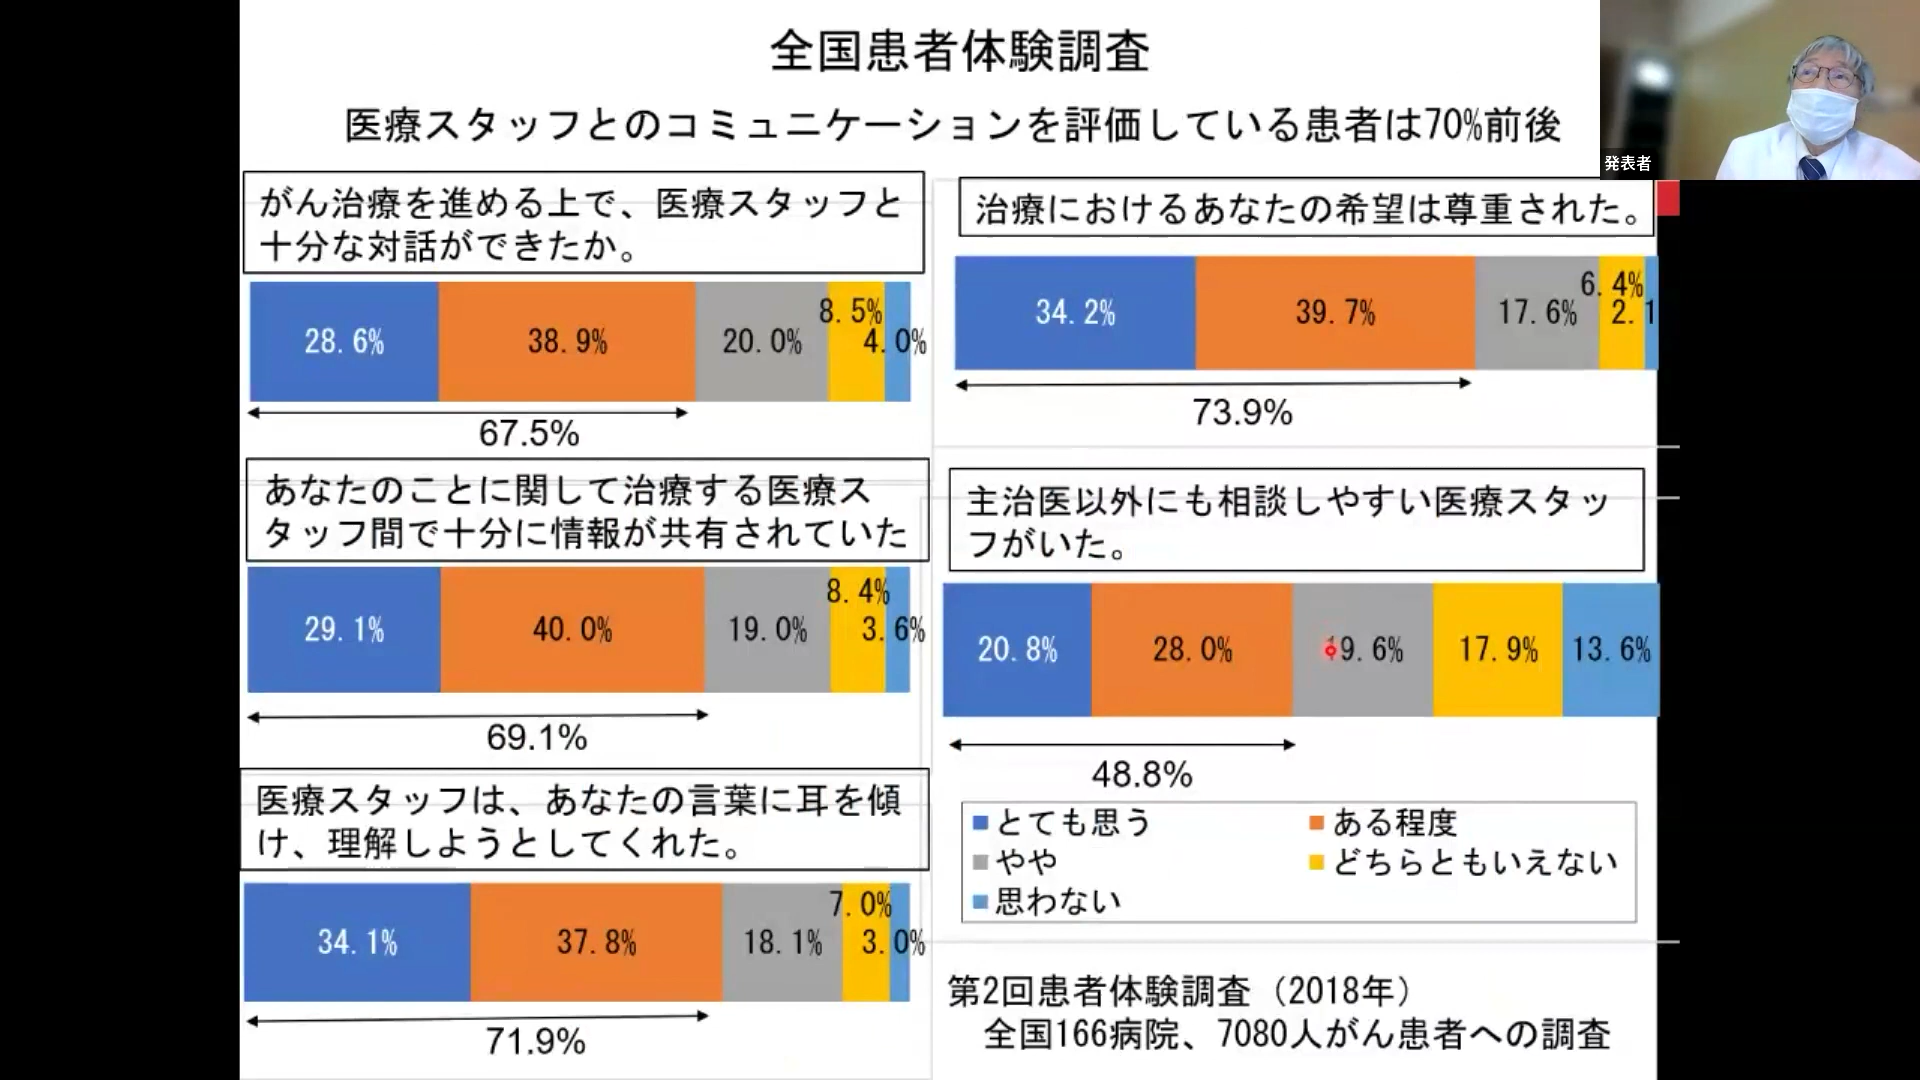 全国患者体験調査
医療スタッフとのコミュニケーションを評価している患者は70%前後
発表者
がん治療を進める上で、医療スタッフと
十分な対話ができたか。
28.6%
38.9%
20.0%
8.5%
4.0%
67.5%
あなたのことに関して治療する医療ス
タッフ間で十分に情報が共有されていた
29.1%
40.0%
19.0%
8.4%
3.6%
69.1%
医療スタッフは、あなたの言葉に耳を傾
け、理解しようとしてくれた。
34.1%
37.8%
18.1%
7.0%
3.0%
71.9%
治療におけるあなたの希望は尊重された。
34.2%
39.7%
17.6%
6.4%
2.1
73.9%
主治医以外にも相談しやすい医療スタッ
フがいた。
20.8%
28.0%
19.6%
17.9%
13.6%
48.8%
とても思う
ある程度
やや
どちらともいえない
思わない
第2回患者体験調査（2018年）
全国166病院、7080人がん患者への調査